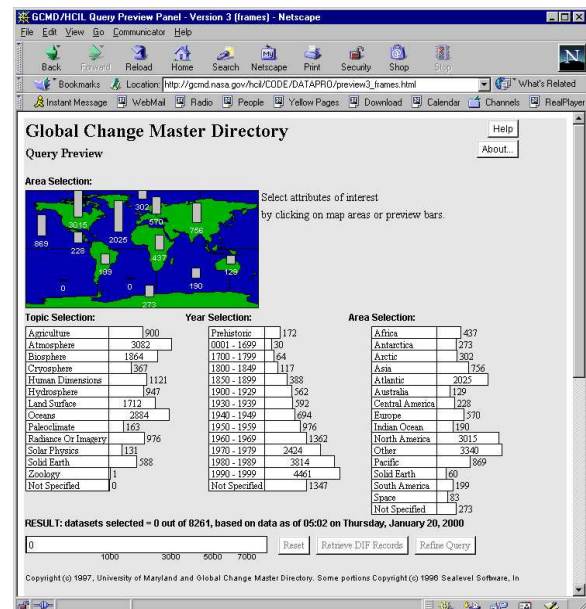 GCMD/HCIL Query Preview Panel - Version 3 (frames) - Netscape
File Edit View Go Communicator Help
Back Forward Reload Home Search Netscape Print Security Shop Stop
Bookmarks Location: http://gcmd.nasa.gov/hcil/CODE/DATAPRO/preview3_frames.html What's Related
Instant Message WebMail Radio People Yellow Pages Download Calendar Channels RealPlayer
Global Change Master Directory
Help
Query Preview
About...
Area Selection:
Select attributes of interest
by clicking on map areas or preview bars.
302
3015 570 756
869 2025
228 437
199 129
0 0 190
273
Topic Selection: Year Selection: Area Selection:
Agriculture 900 Prehistoric 172 Africa 437
Atmosphere 3082 0001 - 1699 30 Antarctica 273
Biosphere 1864 1700 - 1799 64 Arctic 302
Cryosphere 367 1800 - 1849 117 Asia 756
Human Dimensions 1121 1850 - 1899 388 Atlantic 2025
Hydrosphere 947 1900 - 1929 562 Australia 129
Land Surface 1712 1930 - 1939 592 Central America 228
Oceans 2884 1940 - 1949 694 Europe 570
Paleoclimate 163 1950 - 1959 976 Indian Ocean 190
Radiance Or Imagery 976 1960 - 1969 1362 North America 3015
Solar Physics 131 1970 - 1979 2424 Other 3340
Solid Earth 588 1980 - 1989 3814 Pacific 869
Zoology 1 1990 - 1999 4461 Solid Earth 60
Not Specified 0 Not Specified 1347 South America 199
Space 83
Not Specified 273
RESULT: datasets selected = 0 out of 8261, based on data as of 05:02 on Thursday, January 20, 2000
0 Reset Retrieve DIF Records Refine Query
1000 3000 5000 7000
Copyright (c) 1997, University of Maryland and Global Change Master Directory. Some portions Copyright (c) 1996 Sealevel Software, In